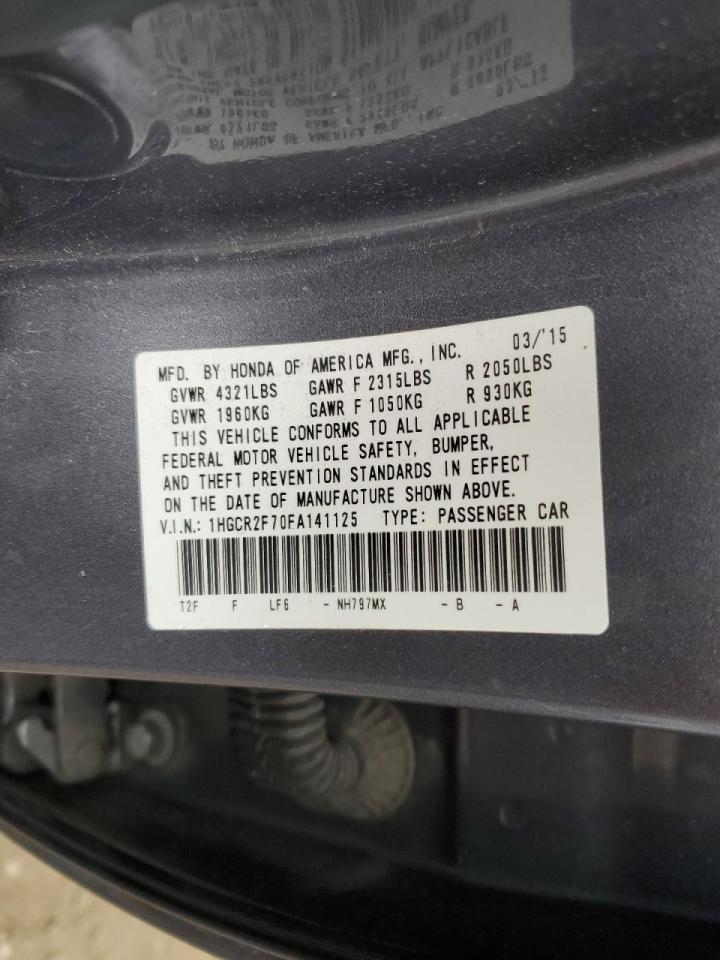 MFD. BY HONDA OF AMERICA MFG., INC. 03/'15
GVWR 4321LBS GAWR F 2315LBS R 2050LBS
GVWR 1960KG GAWR F 1050KG R 930KG
THIS VEHICLE CONFORMS TO ALL APPLICABLE
FEDERAL MOTOR VEHICLE SAFETY, BUMPER,
AND THEFT PREVENTION STANDARDS IN EFFECT
ON THE DATE OF MANUFACTURE SHOWN ABOVE.
V.I.N.: 1HGCR2F70FA141125 TYPE: PASSENGER CAR
T2F F LF6 - NH797MX - B - A